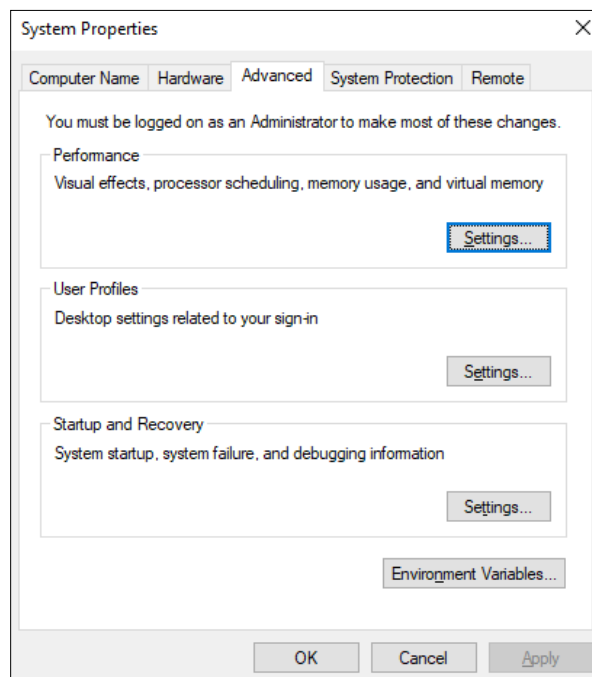 System Properties
Computer Name Hardware Advanced System Protection Remote
You must be logged on as an Administrator to make most of these changes.
Performance
Visual effects, processor scheduling, memory usage, and virtual memory
Settings...
User Profiles
Desktop settings related to your sign-in
Settings...
Startup and Recovery
System startup, system failure, and debugging information
Settings...
Environment Variables...
OK Cancel Apply